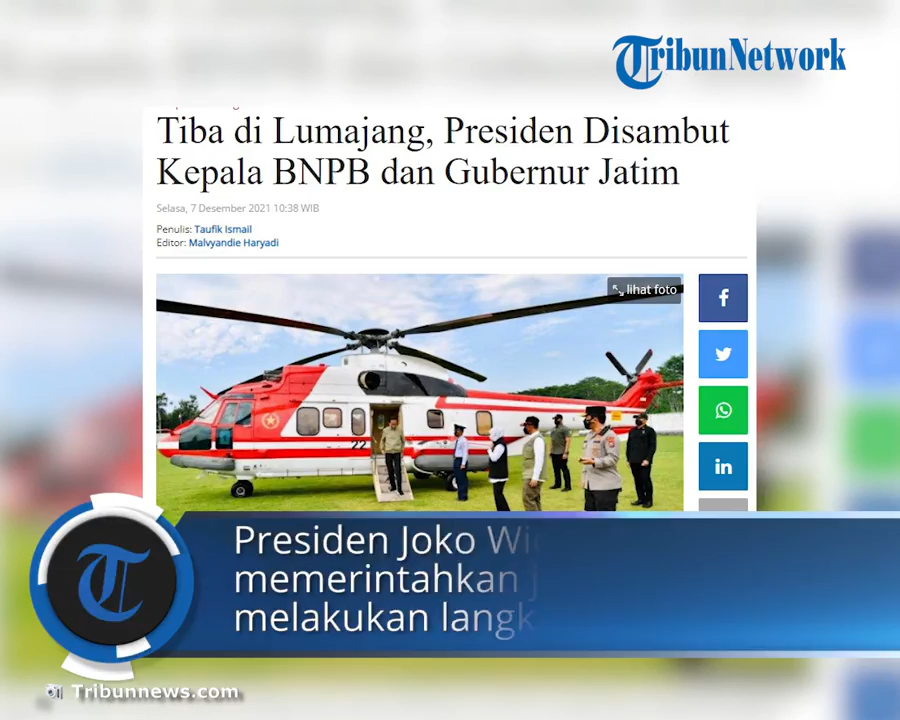 TribunNetwork
Tiba di Lumajang, Presiden Disambut
Kepala BNPB dan Gubernur Jatim
Selasa, 7 Desember 2021 10:38 WIB
Penulis: Taufik Ismail
Editor: Malvyandie Haryadi
lihat foto
22
Presiden Joko
memerintahkan
melakukan
Tribunnews.com